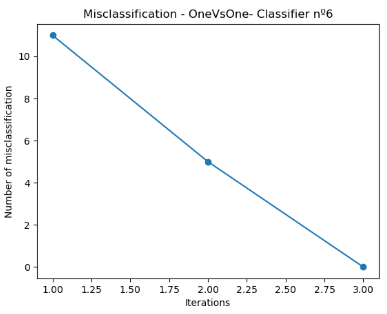 Misclassification - OneVsOne- Classifier nº6
10
8
6
4
2
0
Number of misclassification
1.00 1.25 1.50 1.75 2.00 2.25 2.50 2.75 3.00
Iterations